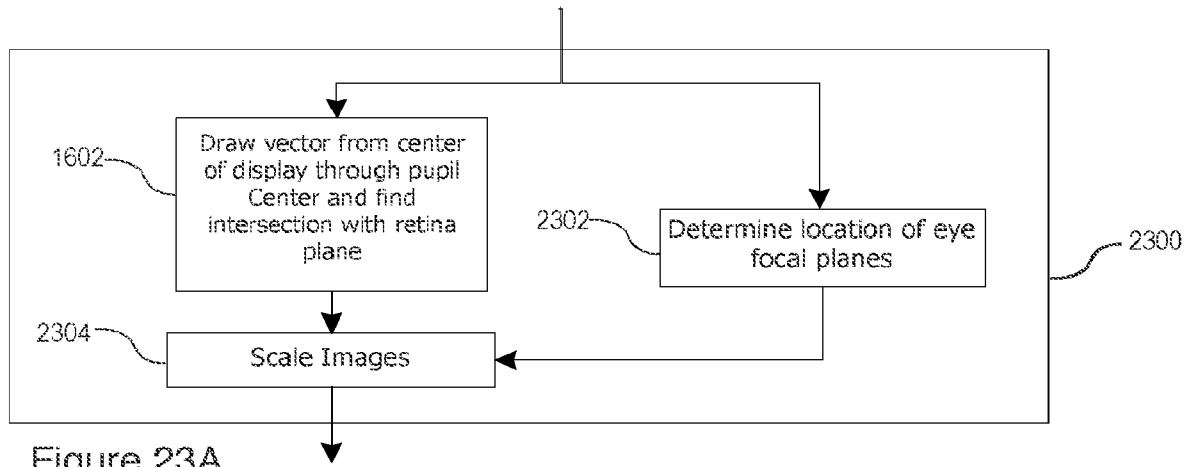 1602
Draw vector from center
of display through pupil
Center and find
intersection with retina
plane
2302
Determine location of eye
focal planes
2300
2304
Scale Images
Figure 23A